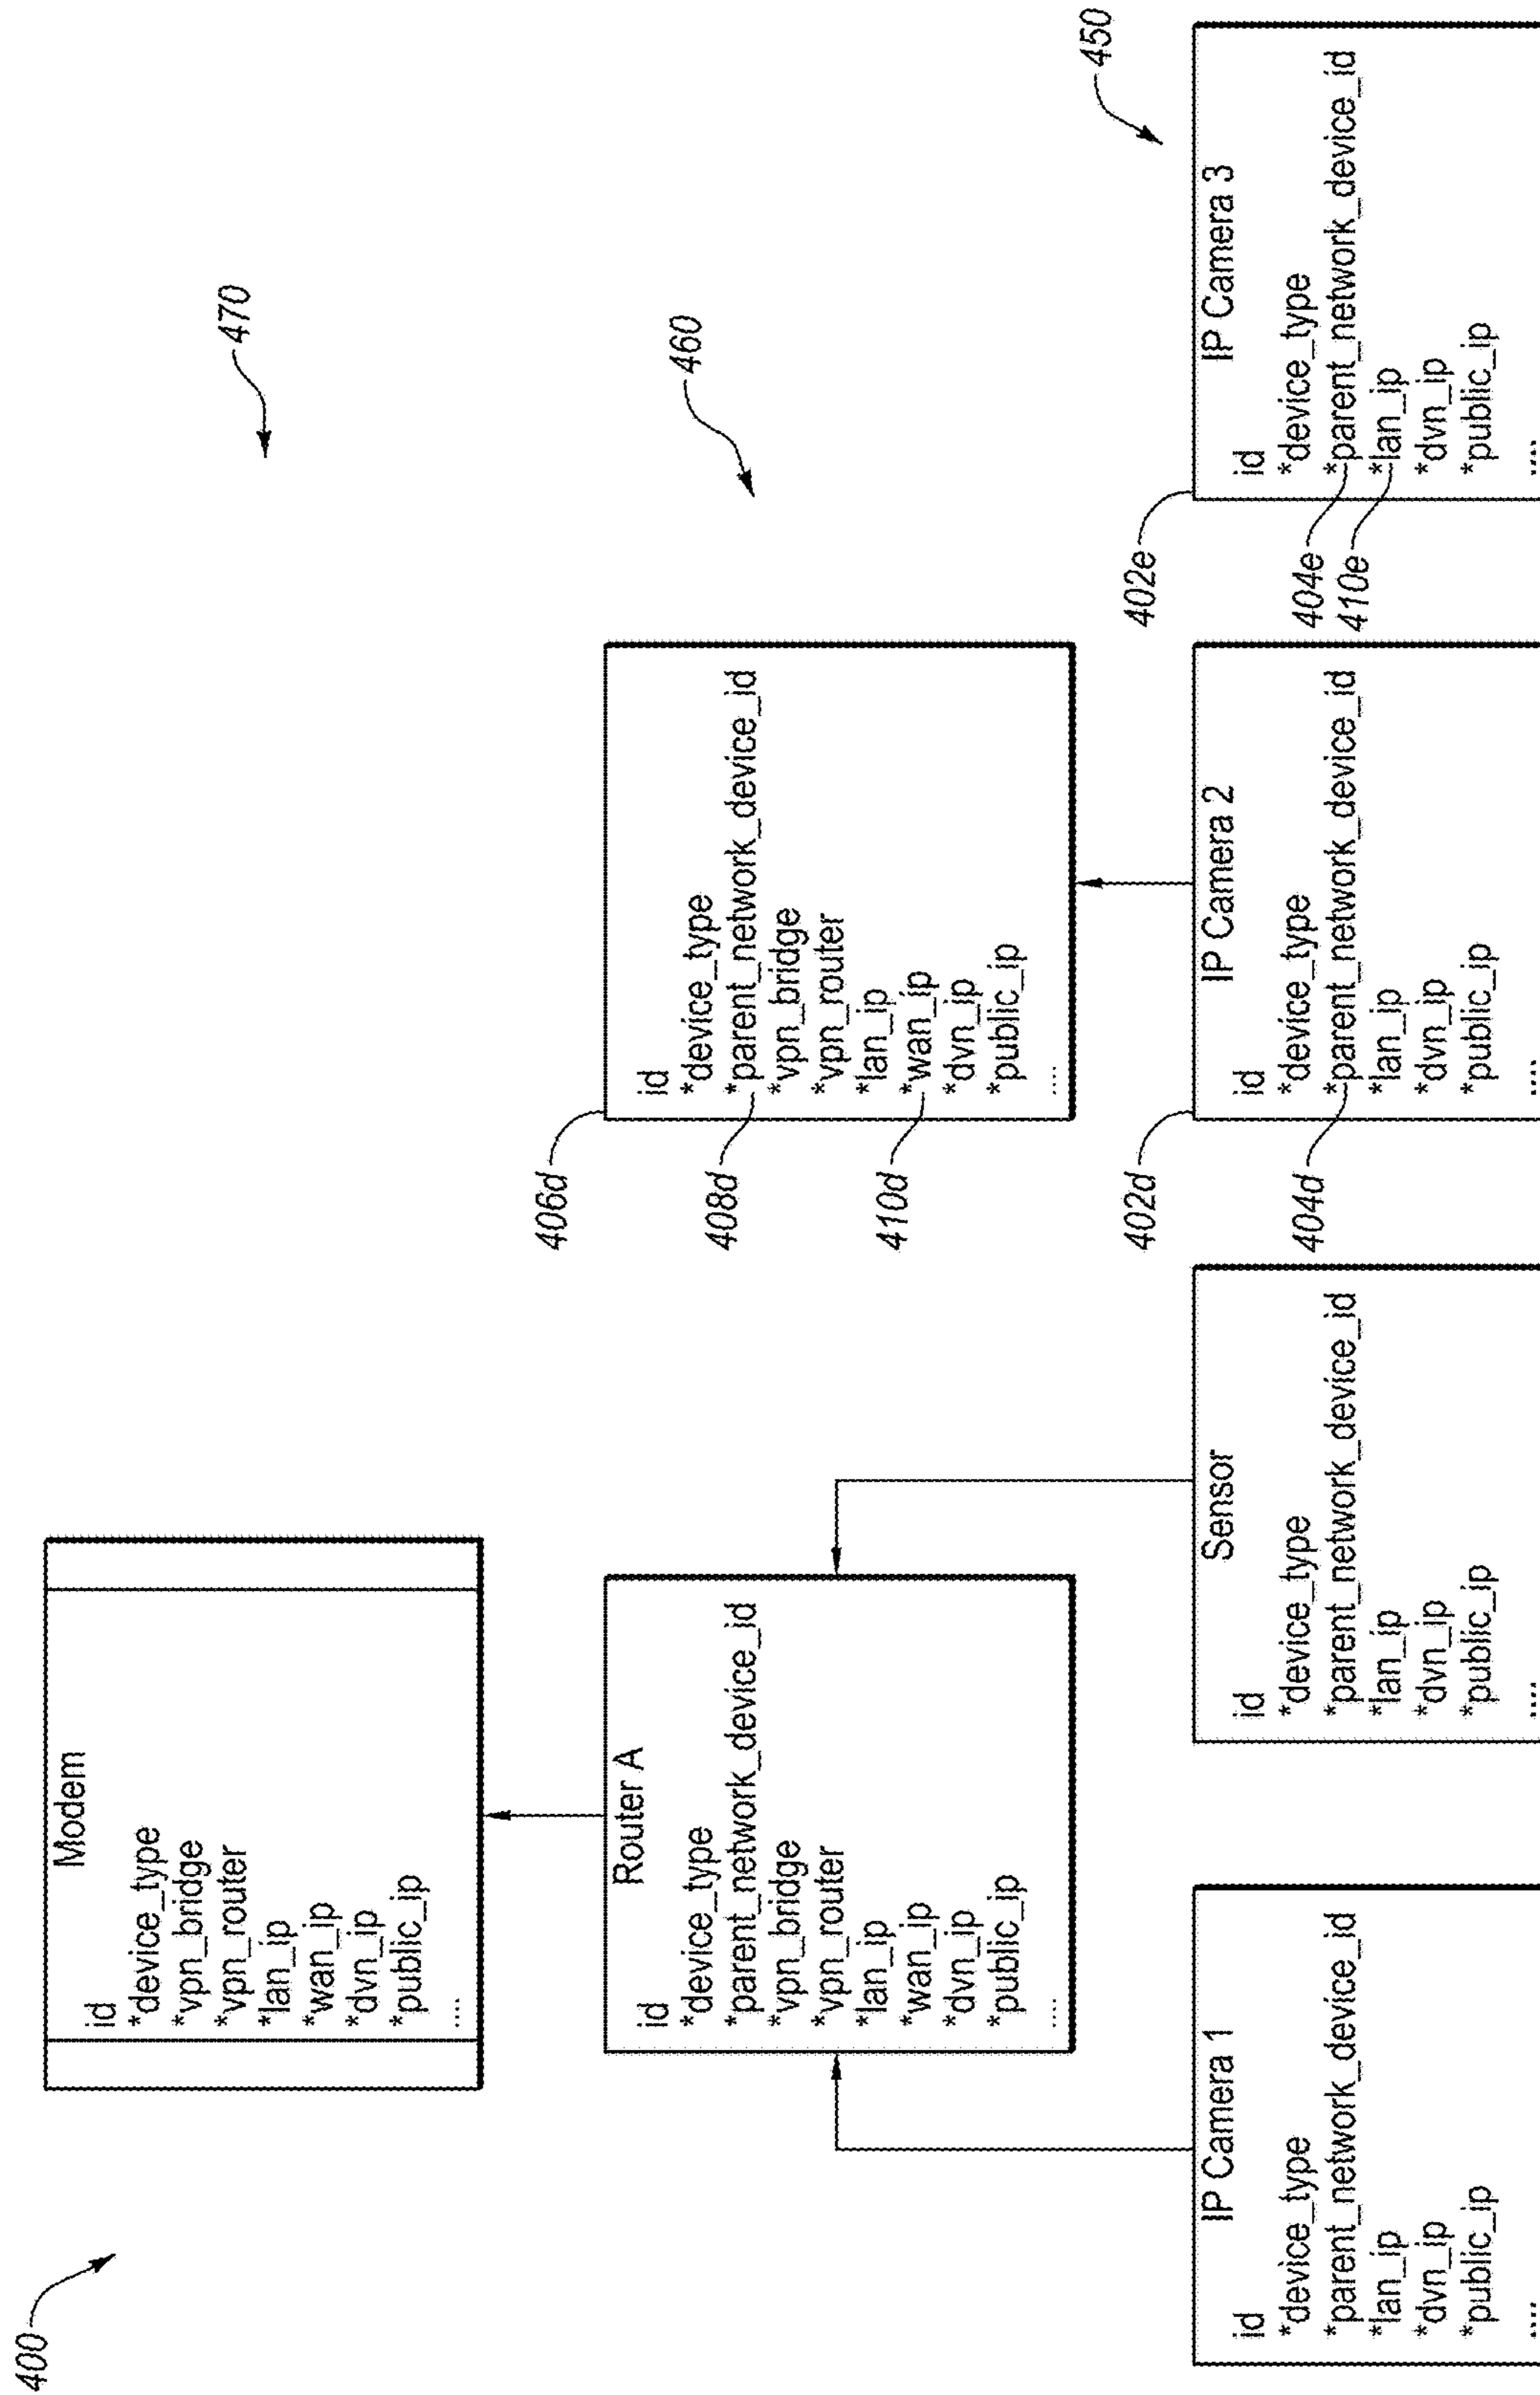 400
470
Modem
id
*device_type
*vpn_bridge
*vpn_router
*lan_ip
*wan_ip
*dvn_ip
*public_ip
....
460
Router A
id
*device_type
*parent_network_device_id
*vpn_bridge
*vpn_router
*lan_ip
*wan_ip
*dvn_ip
*public_ip
....
406d
id
*device_type
*parent_network_device_id
*vpn_bridge
*vpn_router
*lan_ip
*wan_ip
*dvn_ip
*public_ip
....
408d
410d
450
IP Camera 1
id
*device_type
*parent_network_device_id
*lan_ip
*dvn_ip
*public_ip
....
Sensor
id
*device_type
*parent_network_device_id
*lan_ip
*dvn_ip
*public_ip
....
402d
IP Camera 2
id
*device_type
*parent_network_device_id
*lan_ip
*dvn_ip
*public_ip
....
404d
402e
IP Camera 3
id
*device_type
*parent_network_device_id
*lan_ip
*dvn_ip
*public_ip
....
404e
410e